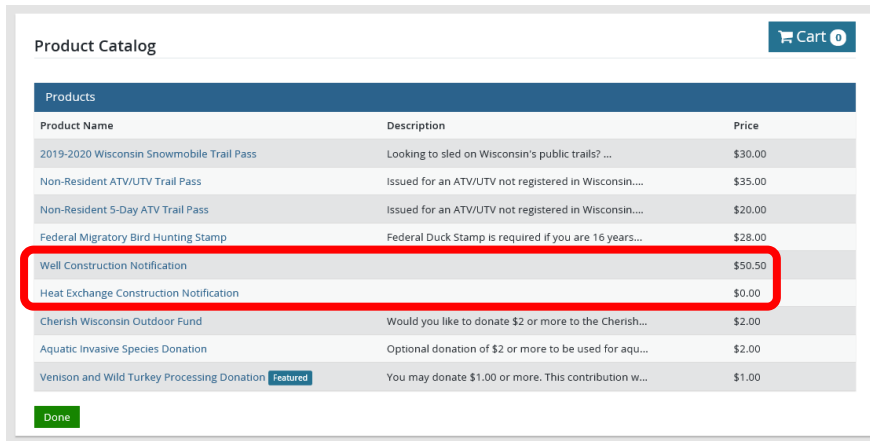 Product Catalog
Cart 0
Products
Product Name Description Price
2019-2020 Wisconsin Snowmobile Trail Pass Looking to sled on Wisconsin's public trails? ... $30.00
Non-Resident ATV/UTV Trail Pass Issued for an ATV/UTV not registered in Wisconsin.... $35.00
Non-Resident 5-Day ATV Trail Pass Issued for an ATV/UTV not registered in Wisconsin.... $20.00
Federal Migratory Bird Hunting Stamp Federal Duck Stamp is required if you are 16 years... $28.00
Well Construction Notification $50.50
Heat Exchange Construction Notification $0.00
Cherish Wisconsin Outdoor Fund Would you like to donate $2 or more to the Cherish... $2.00
Aquatic Invasive Species Donation Optional donation of $2 or more to be used for aqu... $2.00
Venison and Wild Turkey Processing Donation Featured You may donate $1.00 or more. This contribution w... $1.00
Done